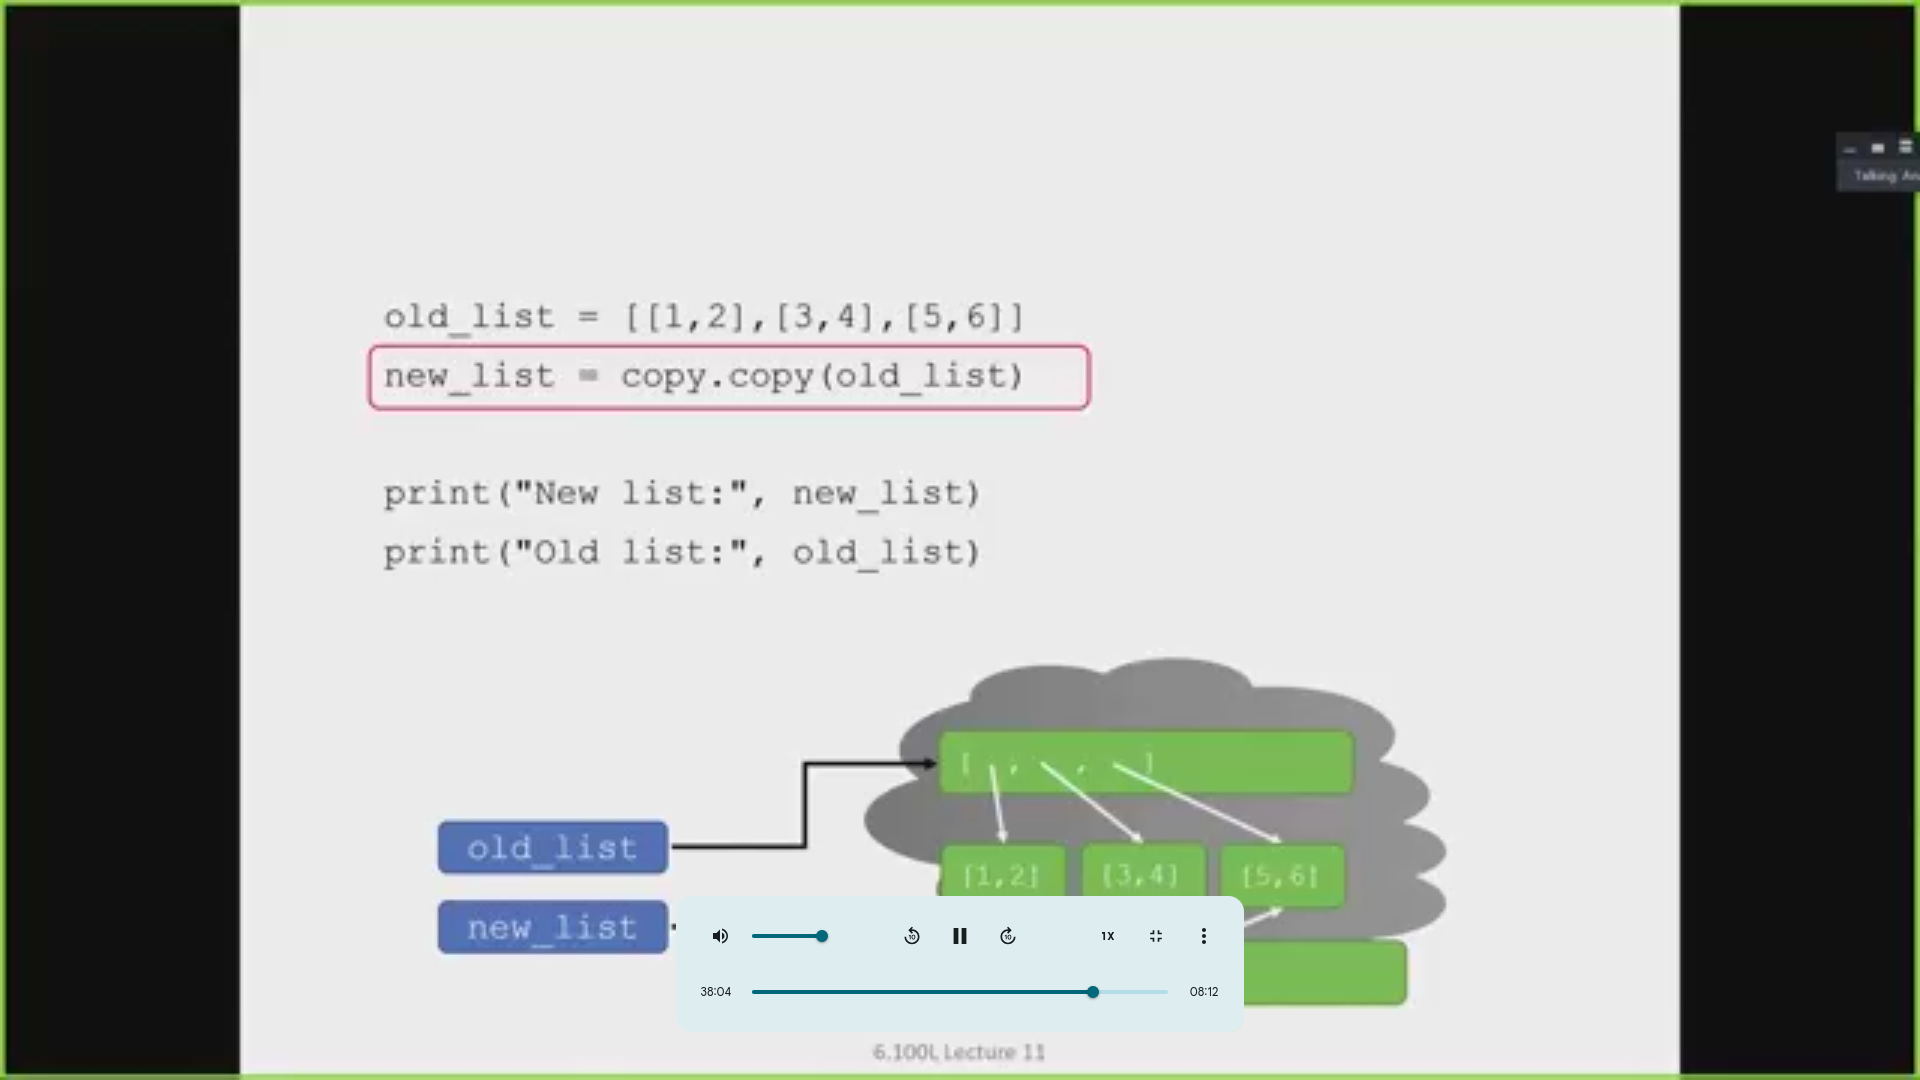 Talking: An
old_list = [[1,2],[3,4],[5,6]]
new_list = copy.copy(old_list)
print("New list:", new_list)
print("Old list:", old_list)
[ , , ]
old_list
[1,2] [3,4] [5,6]
new_list
10 10 1X
38:04 08:12
6.100L Lecture 11